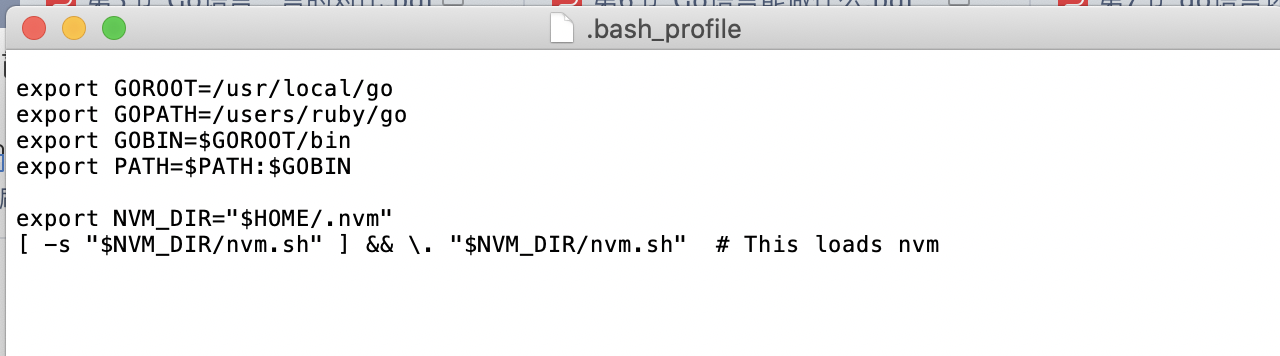 .bash_profile
export GOROOT=/usr/local/go
export GOPATH=/users/ruby/go
export GOBIN=$GOROOT/bin
export PATH=$PATH:$GOBIN
export NVM_DIR="$HOME/.nvm"
[ -s "$NVM_DIR/nvm.sh" ] && \. "$NVM_DIR/nvm.sh"  # This loads nvm